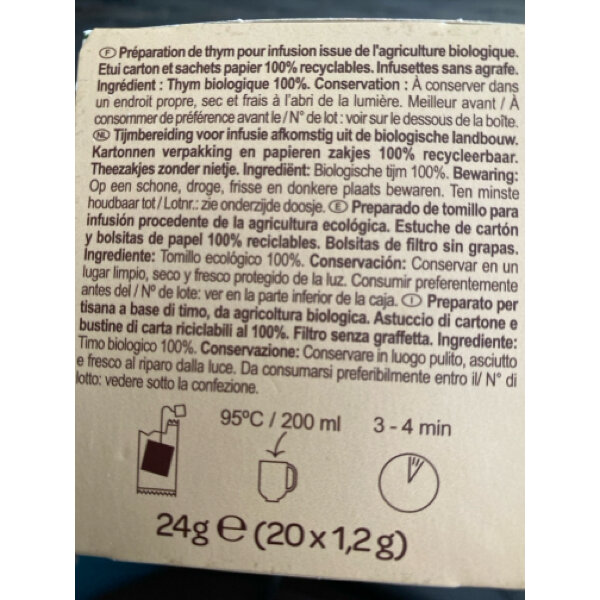 F Préparation de thym pour infusion issue de l'agriculture biologique.
Etui carton et sachets papier 100% recyclables. Infusettes sans agrafe.
Ingrédient : Thym biologique 100%. Conservation : À conserver dans
un endroit propre, sec et frais à l'abri de la lumière. Meilleur avant / À
consommer de préférence avant le / N° de lot : voir sur le dessous de la boîte.
NL Tijmbereiding voor infusie afkomstig uit de biologische landbouw.
Kartonnen verpakking en papieren zakjes 100% recycleerbaar.
Theezakjes zonder nietje. Ingrediënt: Biologische tijm 100%. Bewaring:
Op een schone, droge, frisse en donkere plaats bewaren. Ten minste
houdbaar tot / Lotnr.: zie onderzijde doosje. E Preparado de tomillo para
infusión procedente de la agricultura ecológica. Estuche de cartón
y bolsitas de papel 100% reciclables. Bolsitas de filtro sin grapas.
Ingrediente: Tomillo ecológico 100%. Conservación: Conservar en un
lugar limpio, seco y fresco protegido de la luz. Consumir preferentemente
antes del / N° de lote: ver en la parte inferior de la caja. I Preparato per
tisana a base di timo, da agricoltura biologica. Astuccio di cartone e
bustine di carta riciclabili al 100%. Filtro senza graffetta. Ingrediente:
Timo biologico 100%. Conservazione: Conservare in luogo pulito, asciutto
e fresco al riparo dalla luce. Da consumarsi preferibilmente entro il/ N° di
lotto: vedere sotto la confezione.
95°C / 200 ml
3 - 4 min
24g ℮ (20 x 1,2 g)